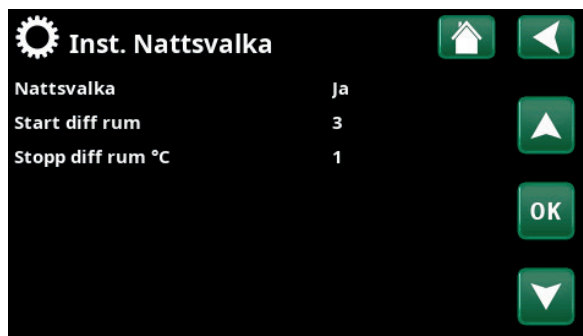 Inst. Nattsvalka
Nattsvalka Ja
Start diff rum 3
Stopp diff rum °C 1
OK